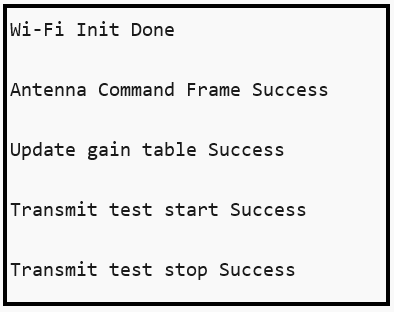 Wi-Fi Init Done
Antenna Command Frame Success
Update gain table Success
Transmit test start Success
Transmit test stop Success